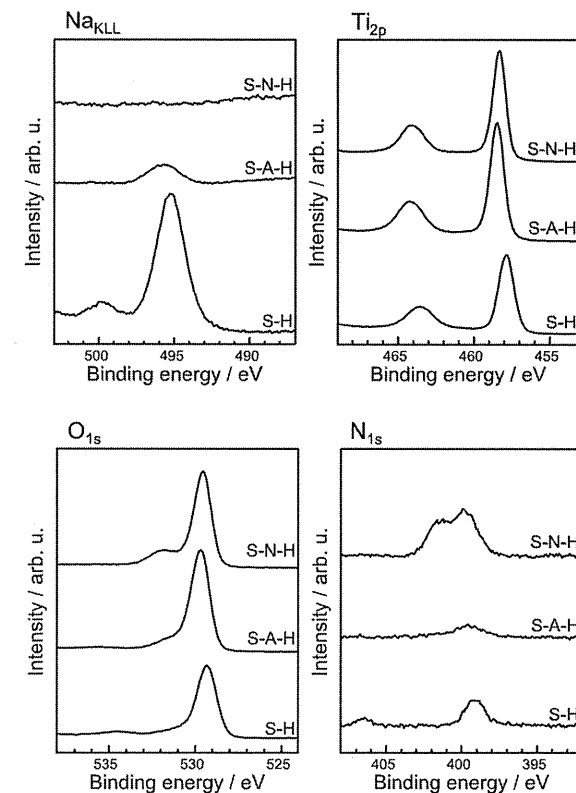 Na_KLL
Intensity / arb. u.
S-N-H
S-A-H
S-H
500 495 490
Binding energy / eV
Ti_2p
Intensity / arb. u.
S-N-H
S-A-H
S-H
465 460 455
Binding energy / eV
O_1s
Intensity / arb. u.
S-N-H
S-A-H
S-H
535 530 525
Binding energy / eV
N_1s
Intensity / arb. u.
S-N-H
S-A-H
S-H
405 400 395
Binding energy / eV